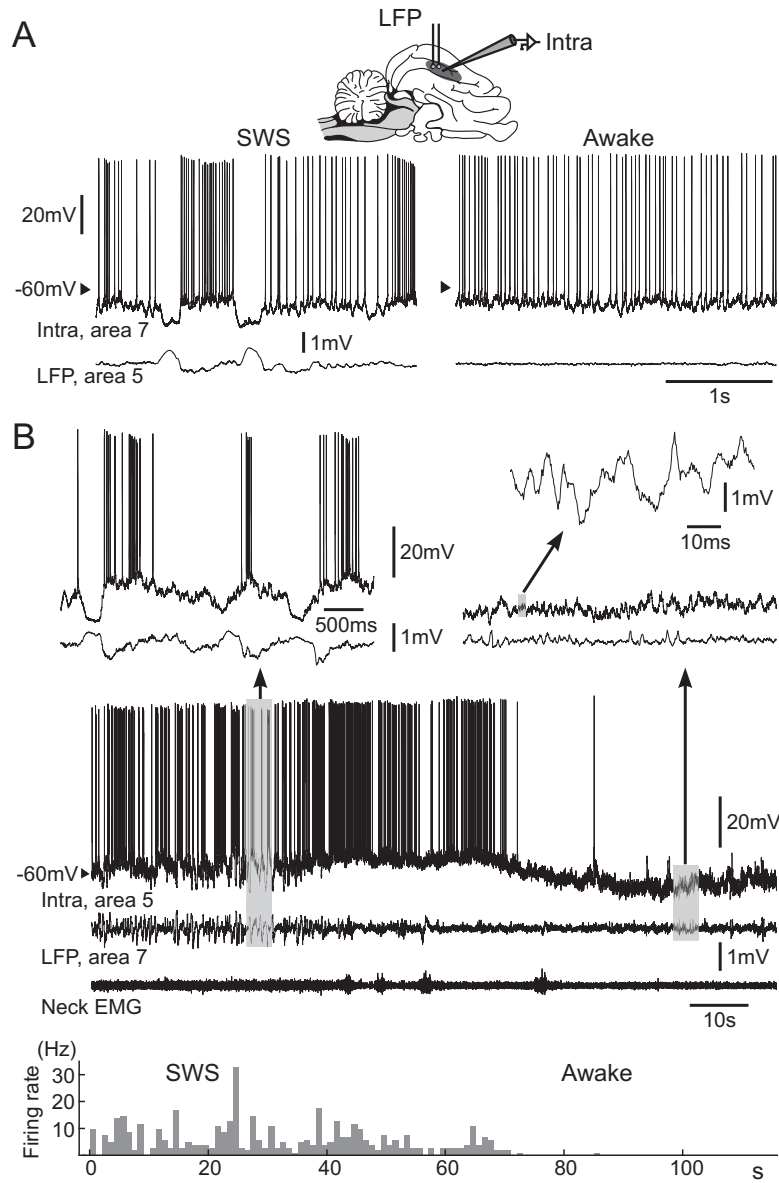 A
LFP
Intra
SWS
Awake
20mV
-60mV
Intra, area 7
1mV
LFP, area 5
1s
B
1mV
10ms
20mV
500ms
1mV
20mV
-60mV
Intra, area 5
LFP, area 7
1mV
Neck EMG
10s
(Hz)
SWS
Awake
Firing rate
30
20
10
0 20 40 60 80 100 s